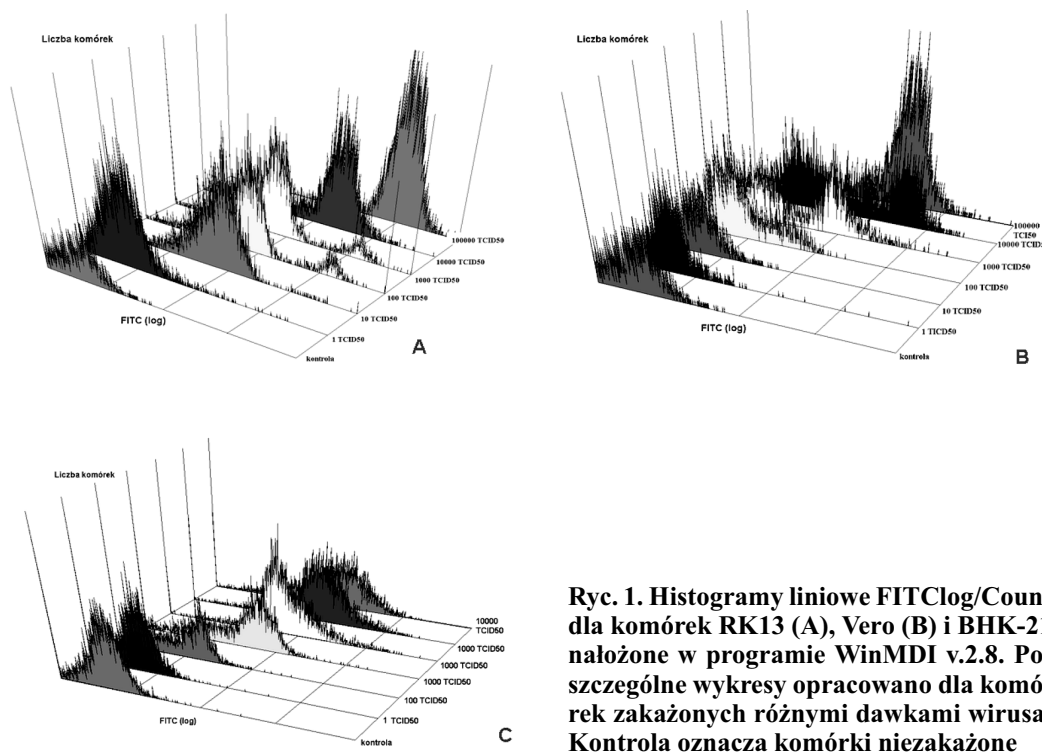 Liczba komórek
100000 TCID50
10000 TCID50
1000 TCID50
100 TCID50
10 TCID50
1 TCID50
kontrola
FITC (log)
A
Liczba komórek
100000
TCI50
10000 TCID50
1000 TCID50
100 TCID50
10 TCID50
1 TICD50
kontrola
FITC (log)
B
Liczba komórek
10000
TCID50
1000 TCID50
1000 TCID50
1000 TCID50
100 TCID50
1 TCID50
kontrola
FITC (log)
C
Ryc. 1. Histogramy liniowe FITClog/Coun
dla komórek RK13 (A), Vero (B) i BHK-21
nałożone w programie WinMDI v.2.8. Po
szczególne wykresy opracowano dla komó
rek zakażonych różnymi dawkami wirusa
Kontrola oznacza komórki niezakażone